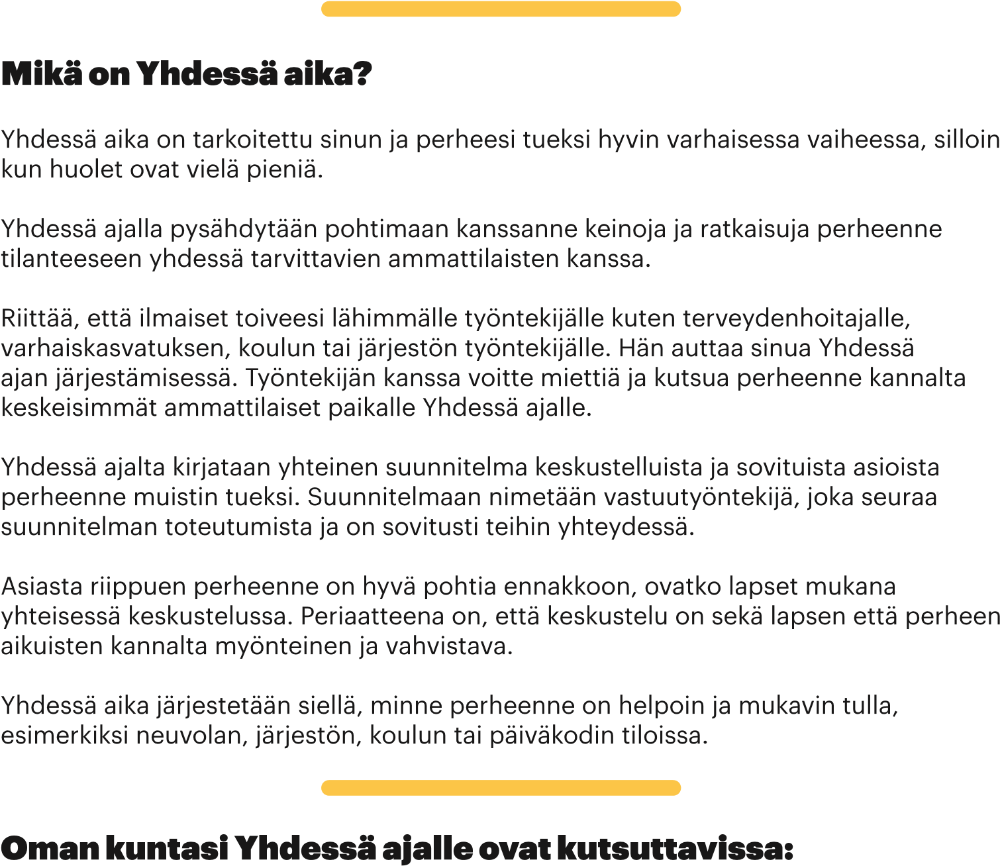 Mikä on Yhdessä aika?
Yhdessä aika on tarkoitettu sinun ja perheesi tueksi hyvin varhaisessa vaiheessa, silloin
kun huolet ovat vielä pieniä.
Yhdessä ajalla pysähdytään pohtimaan kanssanne keinoja ja ratkaisuja perheenne
tilanteeseen yhdessä tarvittavien ammattilaisten kanssa.
Riittää, että ilmaiset toiveesi lähimmälle työntekijälle kuten terveydenhoitajalle,
varhaiskasvatuksen, koulun tai järjestön työntekijälle. Hän auttaa sinua Yhdessä
ajan järjestämisessä. Työntekijän kanssa voitte miettiä ja kutsua perheenne kannalta
keskeisimmät ammattilaiset paikalle Yhdessä ajalle.
Yhdessä ajalta kirjataan yhteinen suunnitelma keskustelluista ja sovituista asioista
perheenne muistin tueksi. Suunnitelmaan nimetään vastuutyöntekijä, joka seuraa
suunnitelman toteutumista ja on sovitusti teihin yhteydessä.
Asiasta riippuen perheenne on hyvä pohtia ennakkoon, ovatko lapset mukana
yhteisessä keskustelussa. Periaatteena on, että keskustelu on sekä lapsen että perheen
aikuisten kannalta myönteinen ja vahvistava.
Yhdessä aika järjestetään siellä, minne perheenne on helpoin ja mukavin tulla,
esimerkiksi neuvolan, järjestön, koulun tai päiväkodin tiloissa.
Oman kuntasi Yhdessä ajalle ovat kutsuttavissa: